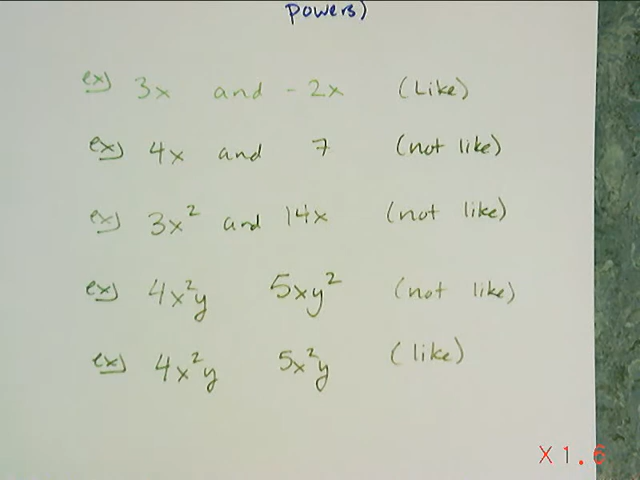 powers)
ex) 3x and -2x (Like)
ex) 4x and 7 (not like)
ex) 3x² and 14x (not like)
ex) 4x²y 5xy² (not like)
ex) 4x²y 5x²y (like)
X1.6